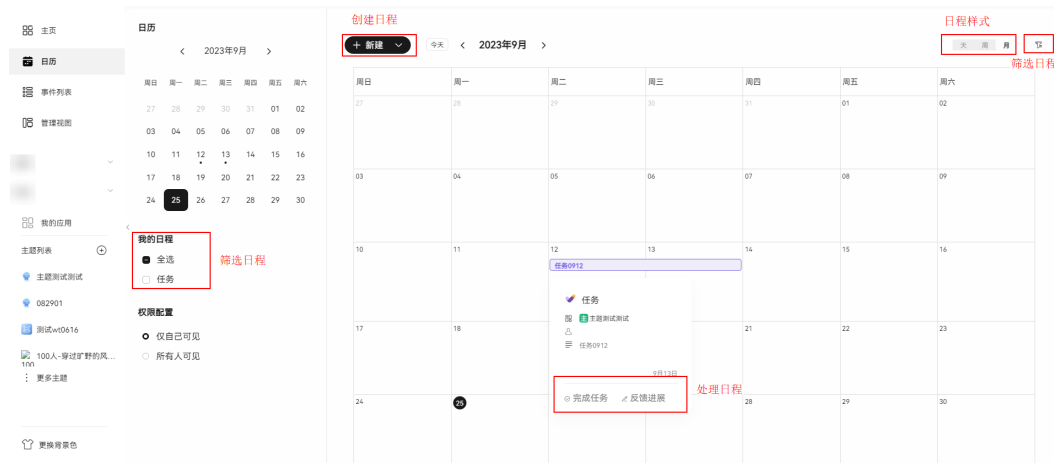 主页
日历
事件列表
管理视图
我的应用
主题列表
主题测试测试
082901
测试wt0616
100人-穿过旷野的风...
100
更多主题
更换背景色
日历
2023年9月
周日 周一 周二 周三 周四 周五 周六
27 28 29 30 31 01 02
03 04 05 06 07 08 09
10 11 12 13 14 15 16
17 18 19 20 21 22 23
24 25 26 27 28 29 30
我的日程
全选
任务
筛选日程
权限配置
仅自己可见
所有人可见
创建日程
日程样式
+ 新建
今天
2023年9月
天 周 月
筛选日程
周日 周一 周二 周三 周四 周五 周六
27 28 29 30 31 01 02
03 04 05 06 07 08 09
10 11 12 13 14 15 16
任务0912
任务
主 主题测试测试
任务0912
9月13日
完成任务 反馈进展
处理日程
17 18 21 22 23
24 25 28 29 30